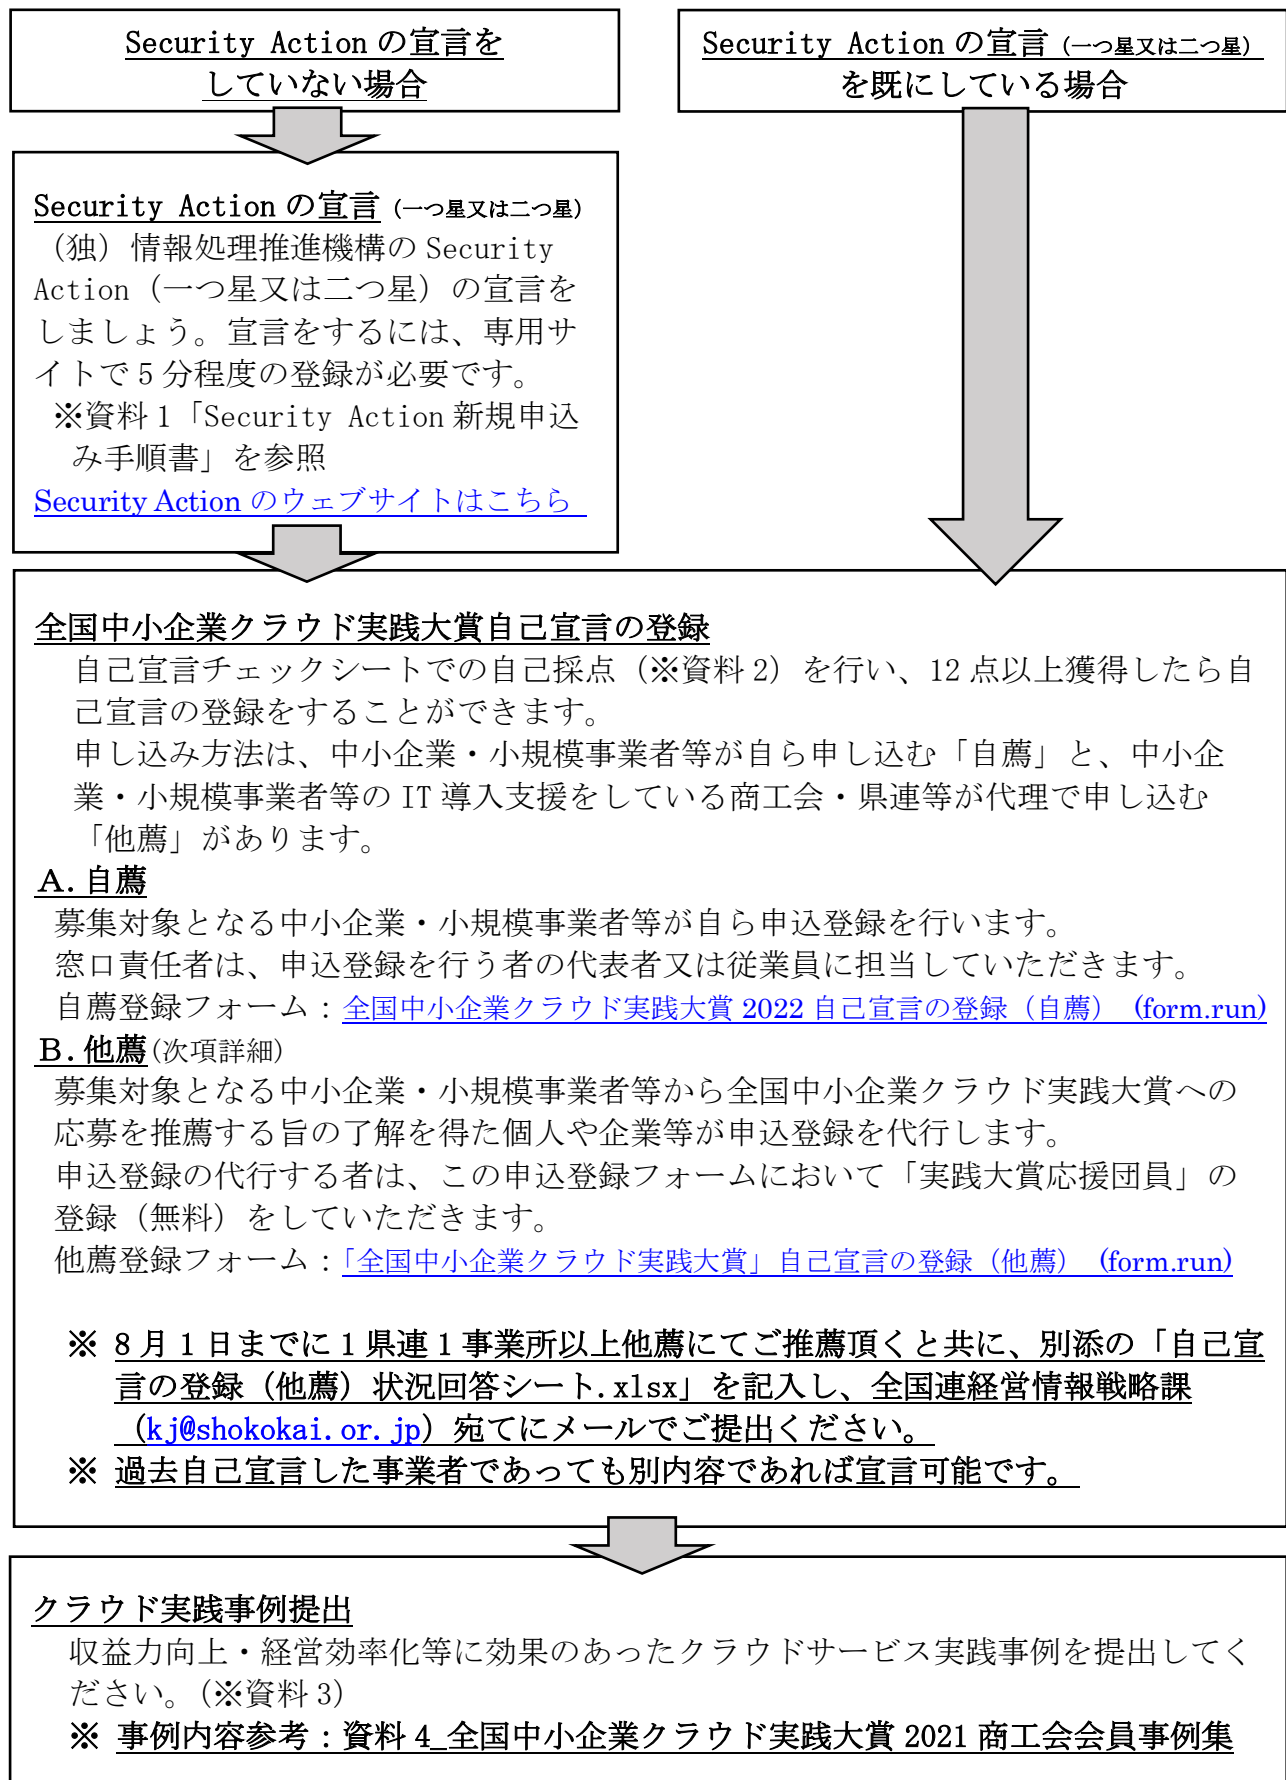 Security Action の宣言を
していない場合
Security Action の宣言 (一つ星又は二つ星)
を既にしている場合
Security Action の宣言 (一つ星又は二つ星)
（独）情報処理推進機構の Security
Action（一つ星又は二つ星）の宣言を
しましょう。宣言をするには、専用サ
イトで 5 分程度の登録が必要です。
※資料 1「Security Action 新規申込
み手順書」を参照
Security Action のウェブサイトはこちら
全国中小企業クラウド実践大賞自己宣言の登録
自己宣言チェックシートでの自己採点（※資料 2）を行い、12 点以上獲得したら自
己宣言の登録をすることができます。
申し込み方法は、中小企業・小規模事業者等が自ら申し込む「自薦」と、中小企
業・小規模事業者等の IT 導入支援をしている商工会・県連等が代理で申し込む
「他薦」があります。
Ａ.自薦
募集対象となる中小企業・小規模事業者等が自ら申込登録を行います。
窓口責任者は、申込登録を行う者の代表者又は従業員に担当していただきます。
自薦登録フォーム：全国中小企業クラウド実践大賞 2022 自己宣言の登録（自薦） (form.run)
Ｂ.他薦(次項詳細)
募集対象となる中小企業・小規模事業者等から全国中小企業クラウド実践大賞への
応募を推薦する旨の了解を得た個人や企業等が申込登録を代行します。
申込登録の代行する者は、この申込登録フォームにおいて「実践大賞応援団員」の
登録（無料）をしていただきます。
他薦登録フォーム：「全国中小企業クラウド実践大賞」自己宣言の登録（他薦） (form.run)
※ 8 月 1 日までに 1 県連 1 事業所以上他薦にてご推薦頂くと共に、別添の「自己宣
言の登録（他薦）状況回答シート.xlsx」を記入し、全国連経営情報戦略課
（kj@shokokai.or.jp）宛てにメールでご提出ください。
※ 過去自己宣言した事業者であっても別内容であれば宣言可能です。
クラウド実践事例提出
収益力向上・経営効率化等に効果のあったクラウドサービス実践事例を提出してく
ださい。(※資料 3)
※ 事例内容参考：資料 4_全国中小企業クラウド実践大賞 2021 商工会会員事例集